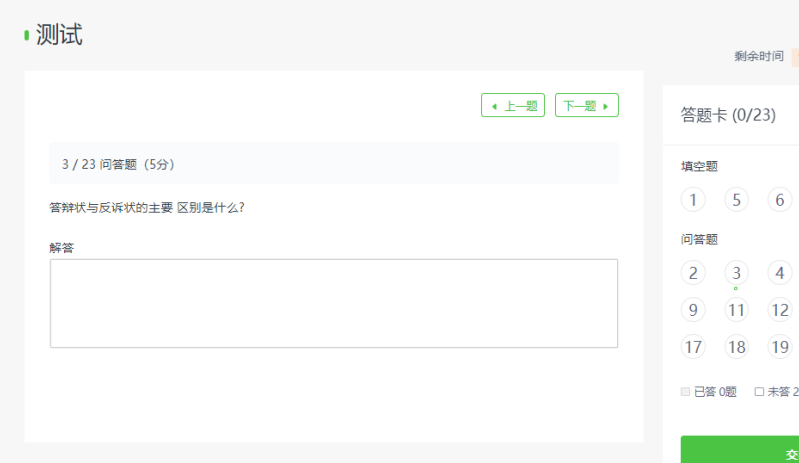 测试
剩余时间
上一题 下一题
答题卡 (0/23)
3 / 23 问答题（5分）
填空题
1 5 6
答辩状与反诉状的主要 区别是什么?
问答题
解答
2 3 4
9 11 12
17 18 19
已答 0题 未答 2
交